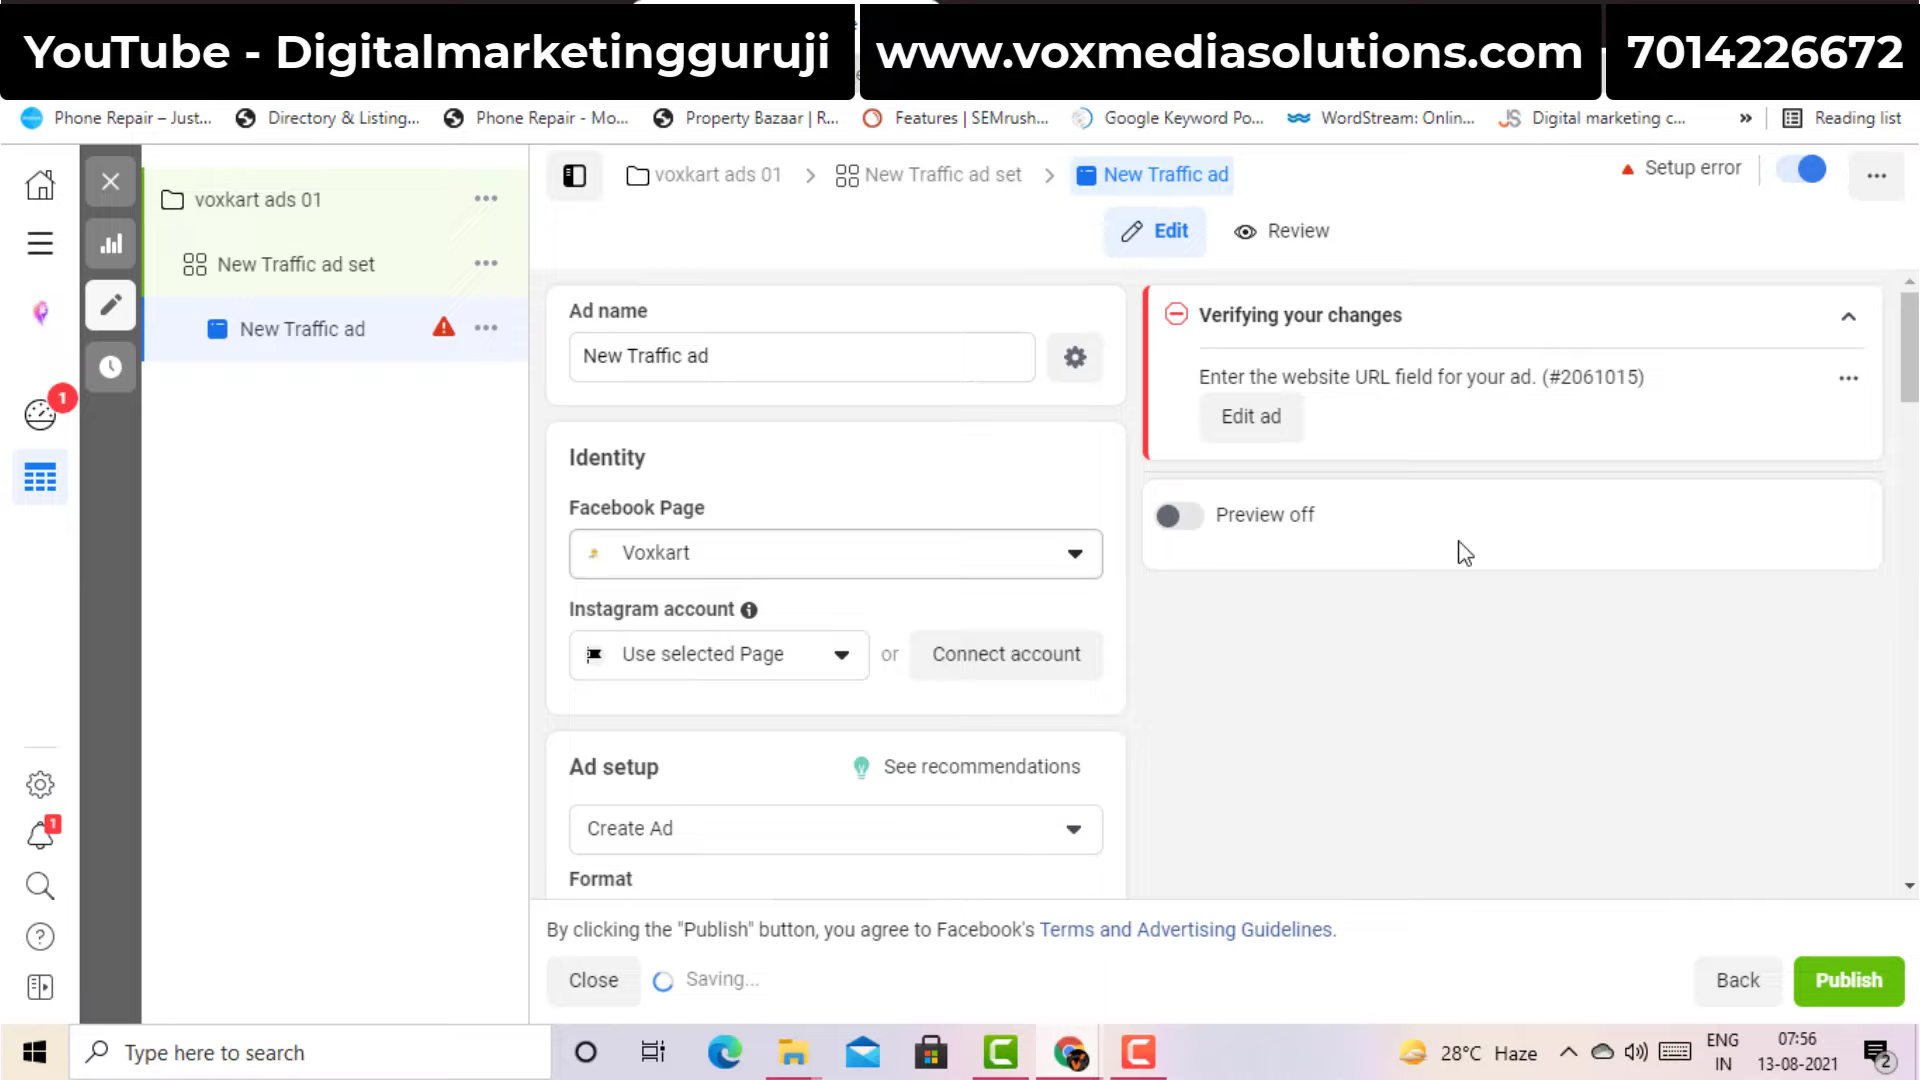 YouTube - Digitalmarketingguruji
www.voxmediasolutions.com
7014226672
Phone Repair – Just...
Directory & Listing...
Phone Repair - Mo...
Property Bazaar | R...
Features | SEMrush...
Google Keyword Po...
WordStream: Onlin...
Digital marketing c...
»
Reading list
voxkart ads 01
New Traffic ad set
New Traffic ad
voxkart ads 01 > New Traffic ad set > New Traffic ad
Setup error
Edit
Review
Ad name
New Traffic ad
Identity
Facebook Page
Voxkart
Instagram account
Use selected Page
or
Connect account
Ad setup
See recommendations
Create Ad
Format
Verifying your changes
Enter the website URL field for your ad. (#2061015)
Edit ad
Preview off
By clicking the "Publish" button, you agree to Facebook's Terms and Advertising Guidelines.
Close
Saving...
Back
Publish
1
1
Type here to search
28°C Haze
ENG
IN
07:56
13-08-2021
2